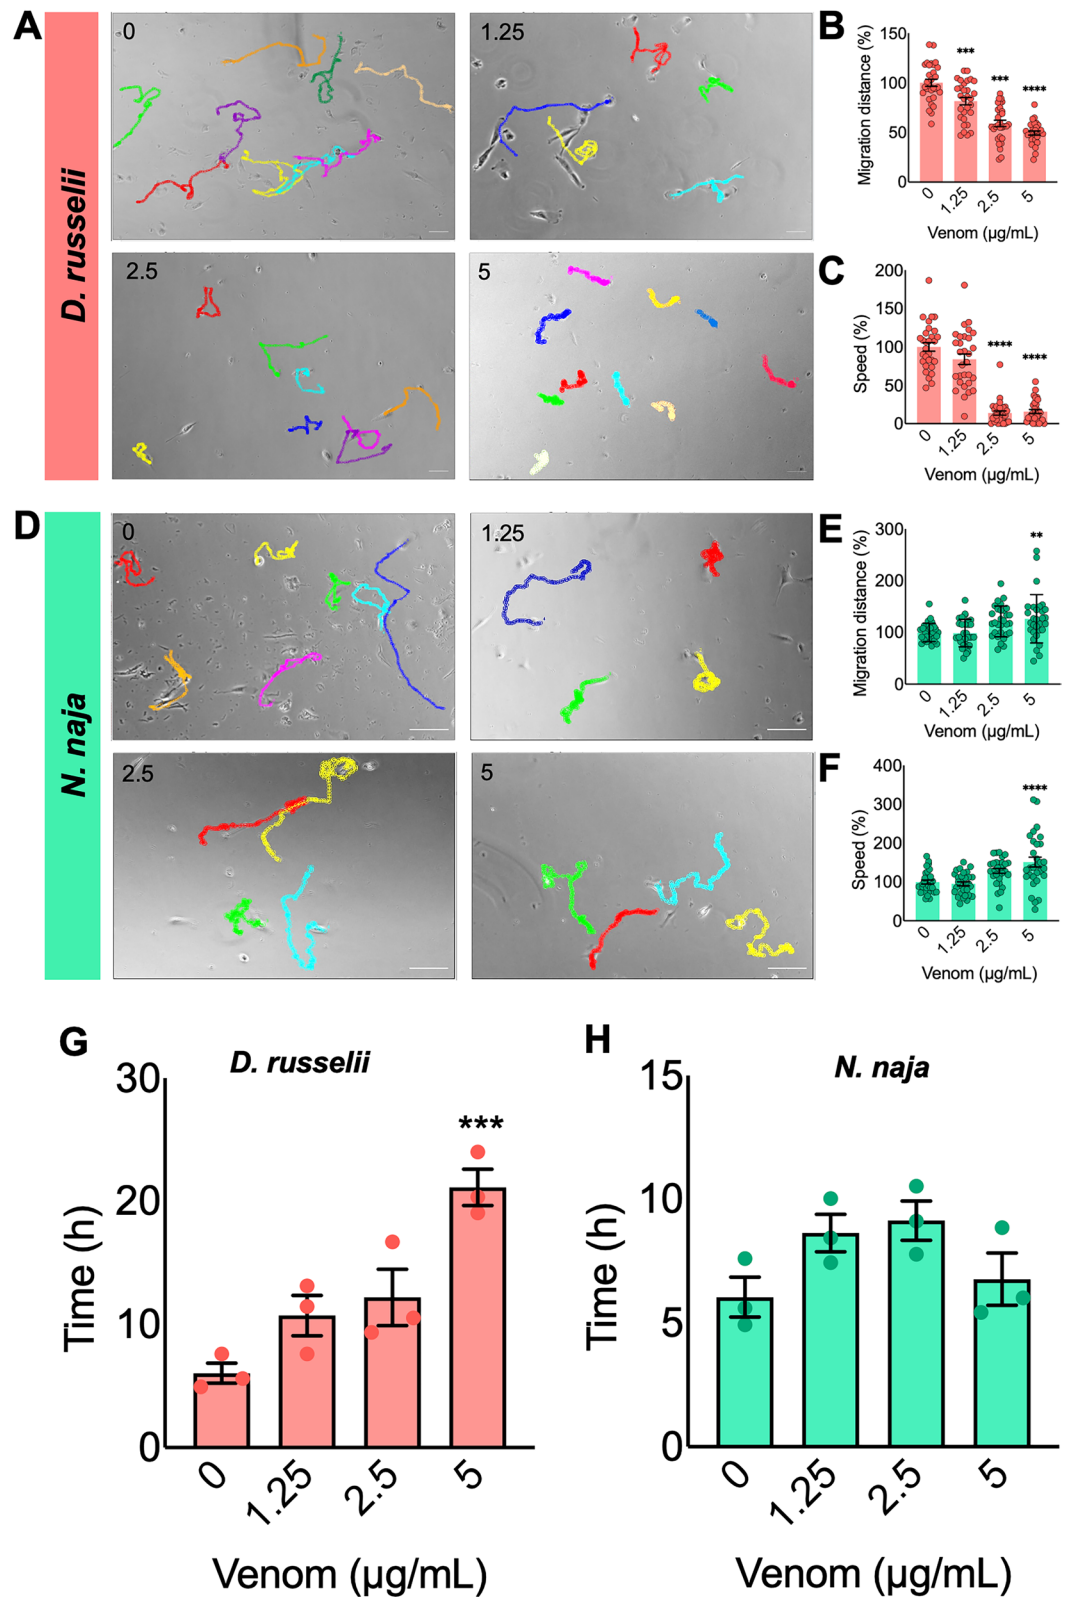 A
D. russelii
0
1.25
2.5
5
B
Migration distance (%)
150
100
50
0
***
***
****
0
1.25
2.5
5
Venom (µg/mL)
C
Speed (%)
200
150
100
50
0
****
****
0
1.25
2.5
5
Venom (µg/mL)
D
N. naja
0
1.25
2.5
5
E
Migration distance (%)
300
200
100
0
**
0
1.25
2.5
5
Venom (µg/mL)
F
Speed (%)
400
300
200
100
0
****
0
1.25
2.5
5
Venom (µg/mL)
G
D. russelii
Time (h)
30
20
10
0
***
0
1.25
2.5
5
Venom (µg/mL)
H
N. naja
Time (h)
15
10
5
0
0
1.25
2.5
5
Venom (µg/mL)